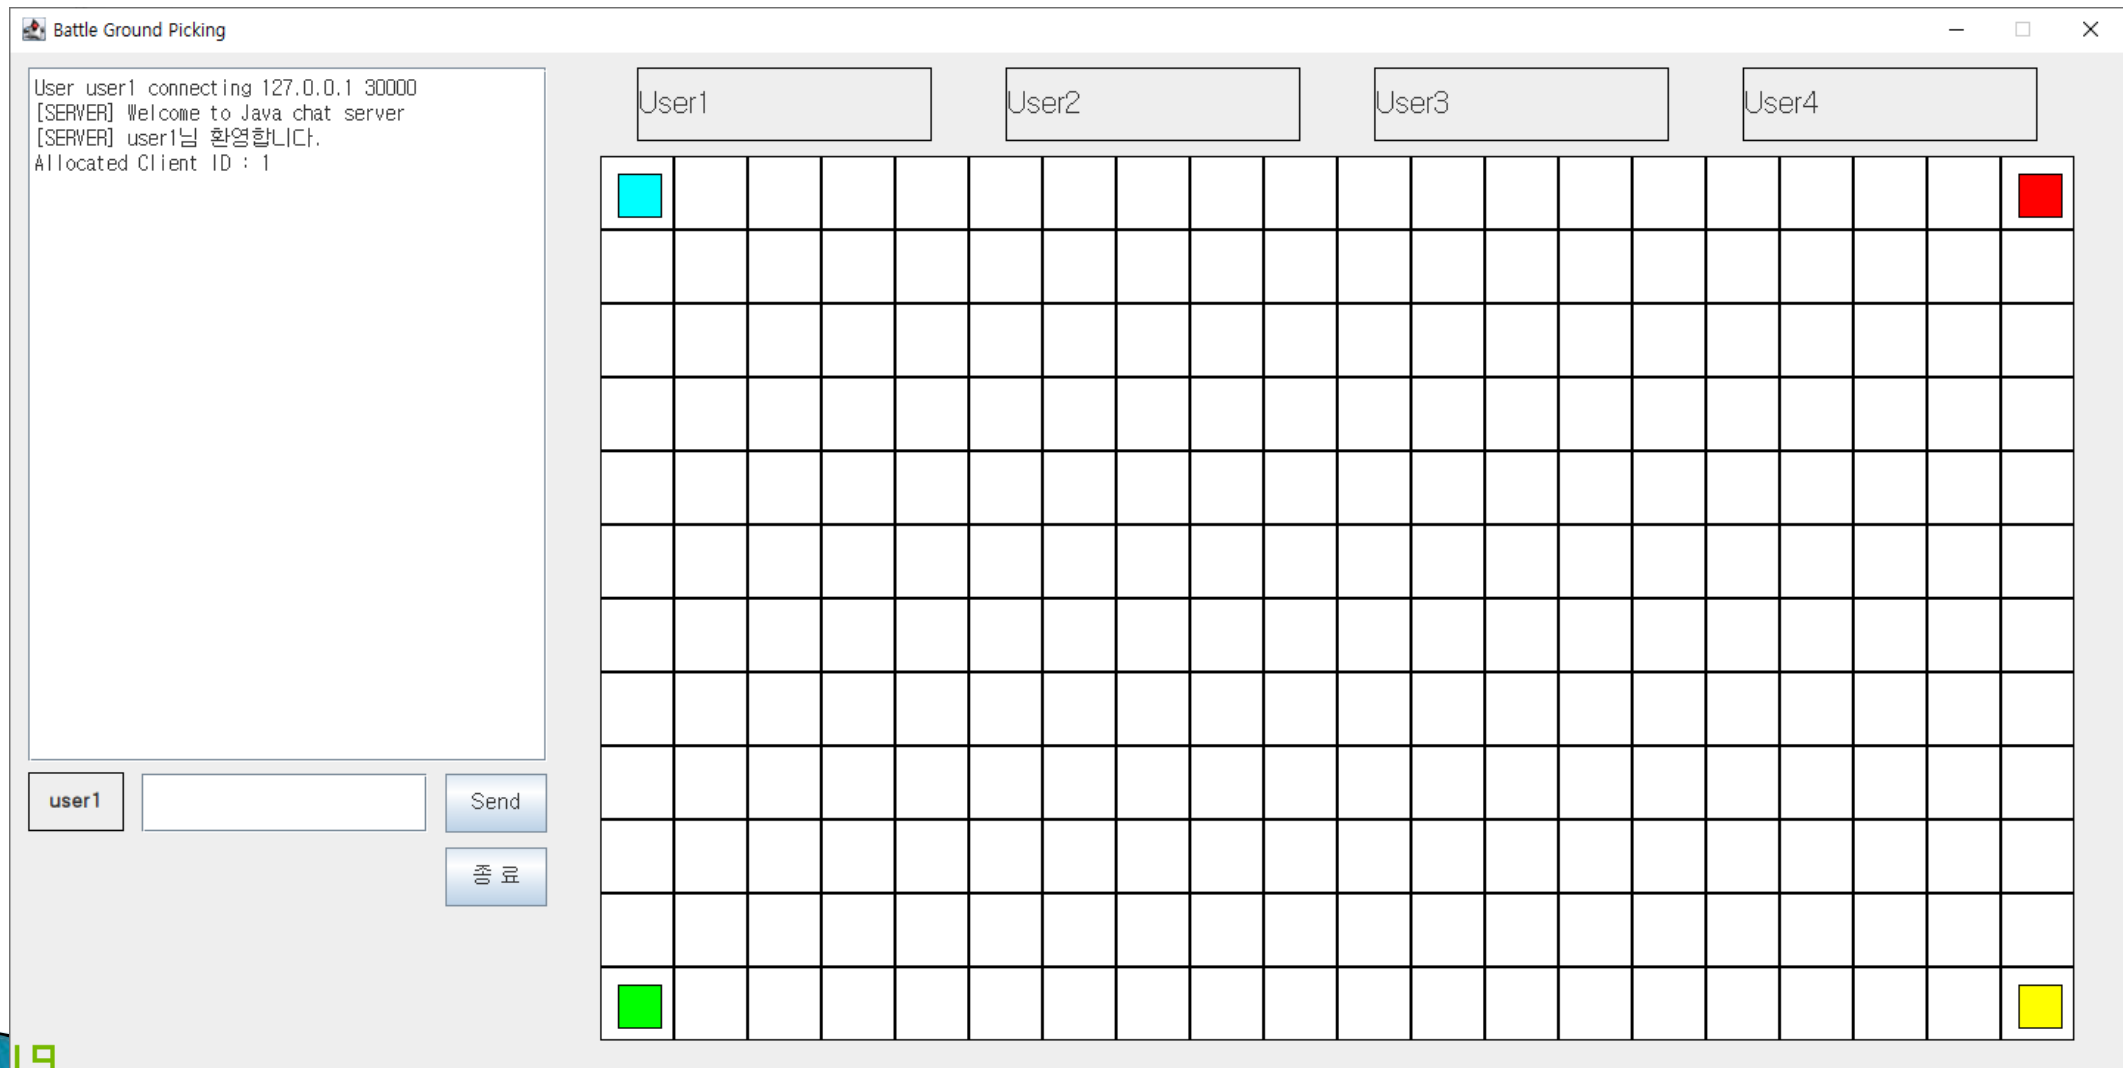 Battle Ground Picking
User user1 connecting 127.0.0.1 30000
[SERVER] Welcome to Java chat server
[SERVER] user1님 환영합니다.
Allocated Client ID : 1
User1
User2
User3
User4
user1
Send
종 료